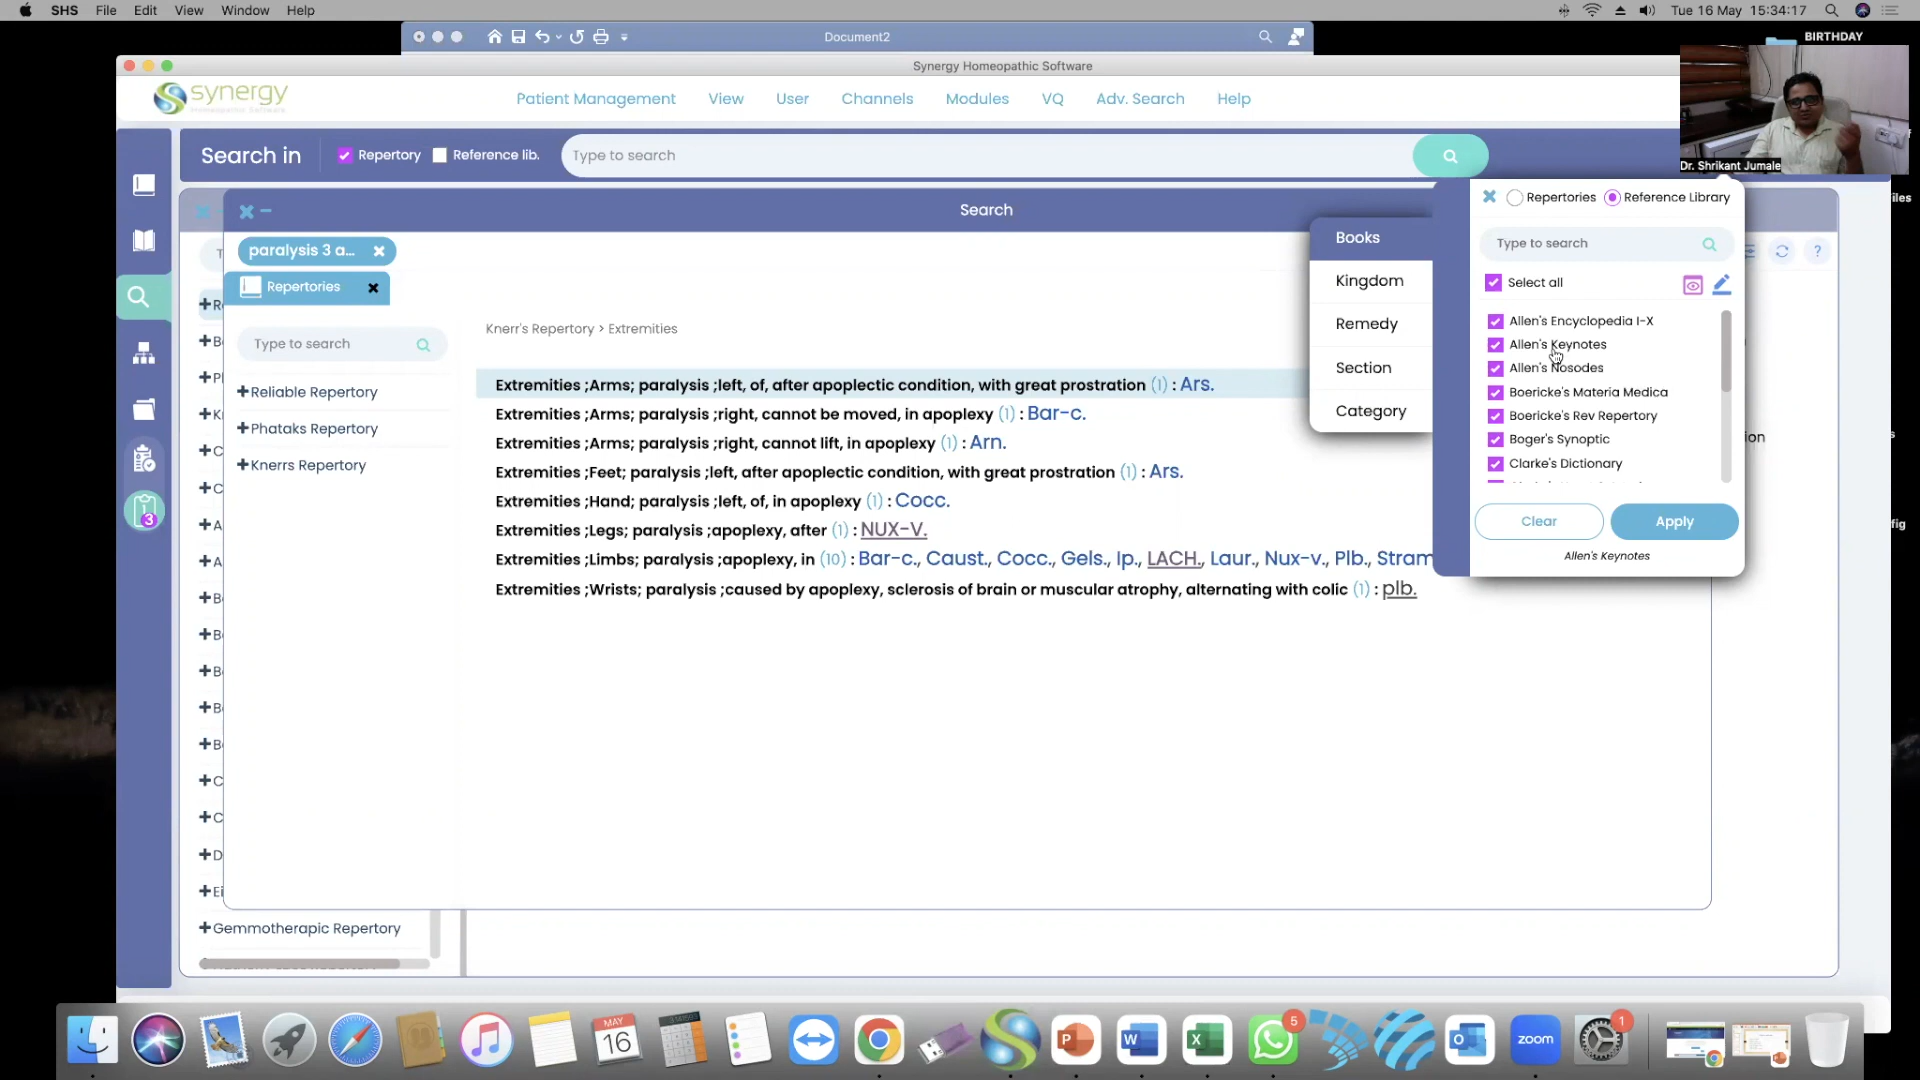 SHS File Edit View Window Help
Tue 16 May 15:34:17
Document2
BIRTHDAY
Synergy Homeopathic Software
synergy
Patient Management View User Channels Modules VQ Adv. Search Help
Search in Repertory Reference lib. Type to search
Dr. Shrikant Jumale
Search
paralysis 3 a...
Repertories
Type to search
Reliable Repertory
Phataks Repertory
Knerrs Repertory
Gemmotherapic Repertory
Knerr's Repertory > Extremities
Extremities ;Arms; paralysis ;left, of, after apoplectic condition, with great prostration (1) : Ars.
Extremities ;Arms; paralysis ;right, cannot be moved, in apoplexy (1) : Bar-c.
Extremities ;Arms; paralysis ;right, cannot lift, in apoplexy (1) : Arn.
Extremities ;Feet; paralysis ;left, after apoplectic condition, with great prostration (1) : Ars.
Extremities ;Hand; paralysis ;left, of, in apoplexy (1) : Cocc.
Extremities ;Legs; paralysis ;apoplexy, after (1) : NUX-V.
Extremities ;Limbs; paralysis ;apoplexy, in (10) : Bar-c., Caust., Cocc., Gels., Ip., LACH., Laur., Nux-v., Plb., Stram
Extremities ;Wrists; paralysis ;caused by apoplexy, sclerosis of brain or muscular atrophy, alternating with colic (1) : plb.
Books
Kingdom
Remedy
Section
Category
Repertories Reference Library
Type to search
Select all
Allen's Encyclopedia I-X
Allen's Keynotes
Allen's Nosodes
Boericke's Materia Medica
Boericke's Rev Repertory
Boger's Synoptic
Clarke's Dictionary
Clear Apply
Allen's Keynotes
?
iles
ion
fig
3
MAY
16
P
W
X
5
zoom
1